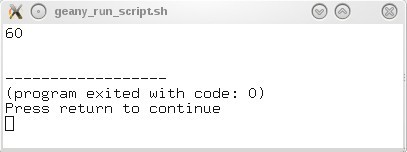 geany_run_script.sh
60
------------------
(program exited with code: 0)
Press return to continue